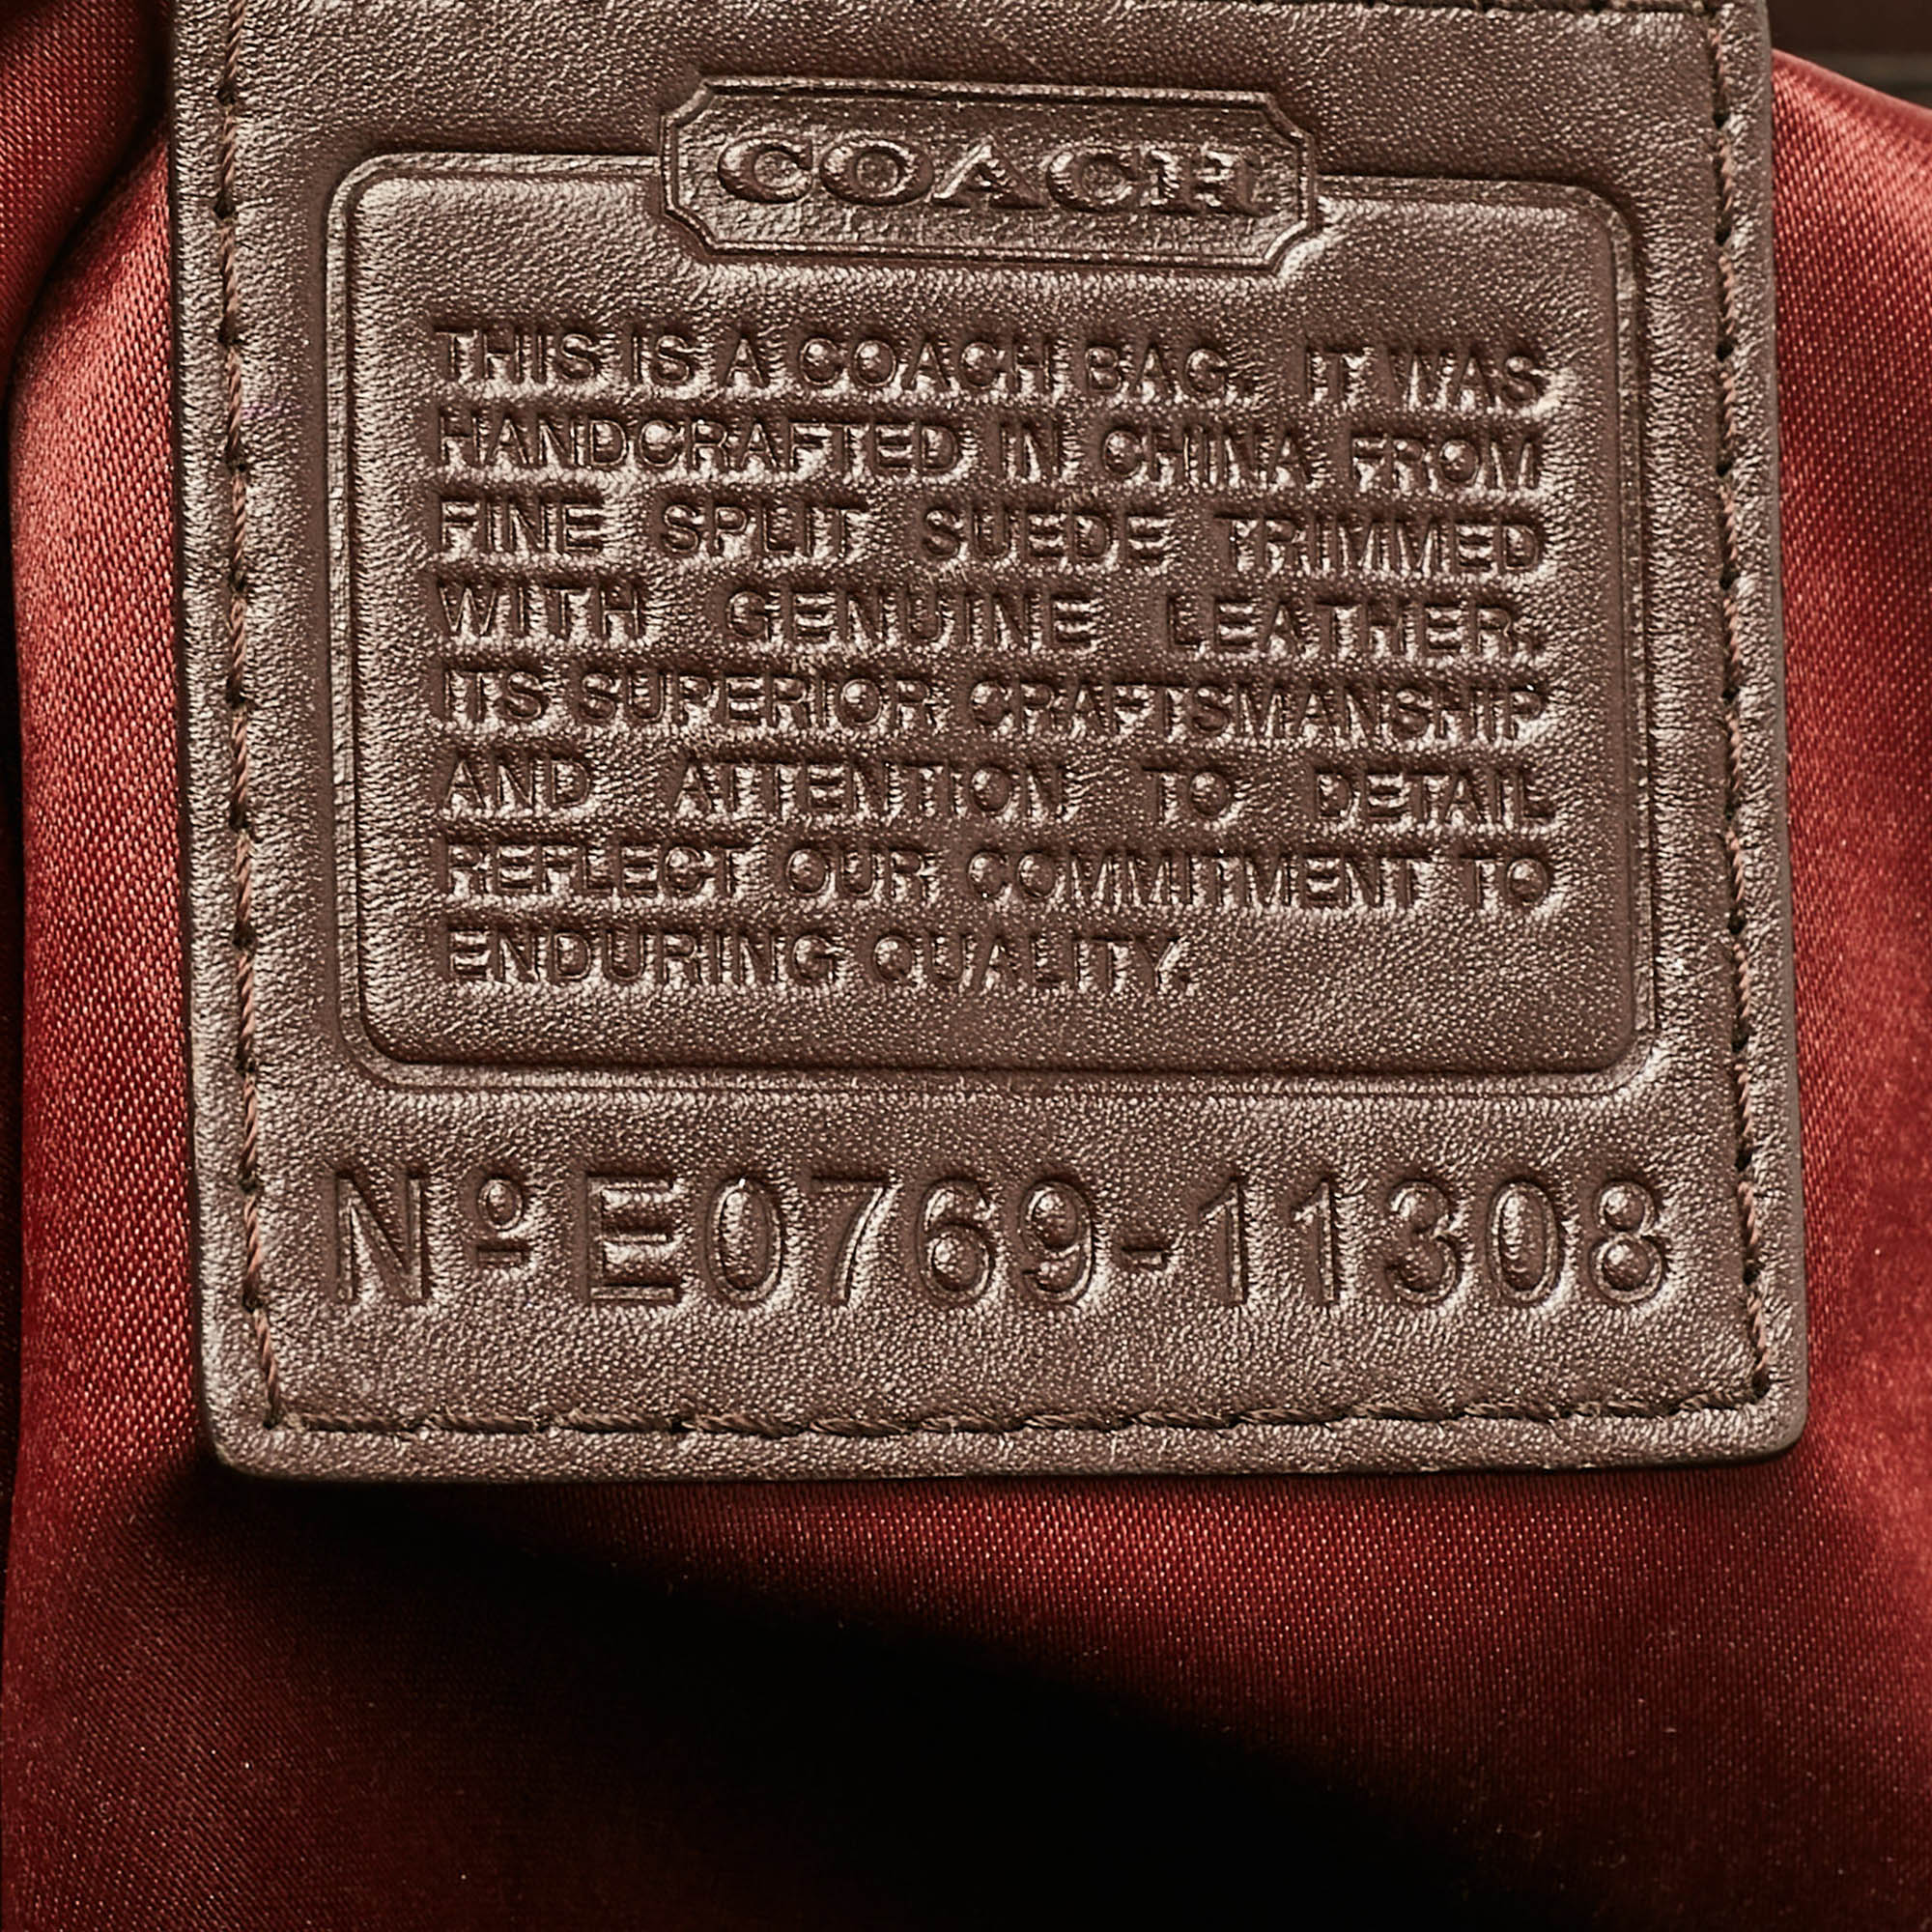 COACH
THIS IS A COACH BAG. IT WAS
HANDCRAFTED IN CHINA FROM
FINE SPLIT SUEDE TRIMMED
WITH GENUINE LEATHER.
ITS SUPERIOR CRAFTSMANSHIP
AND ATTENTION TO DETAIL
REFLECT OUR COMMITMENT TO
ENDURING QUALITY.
Nº E0769-11308